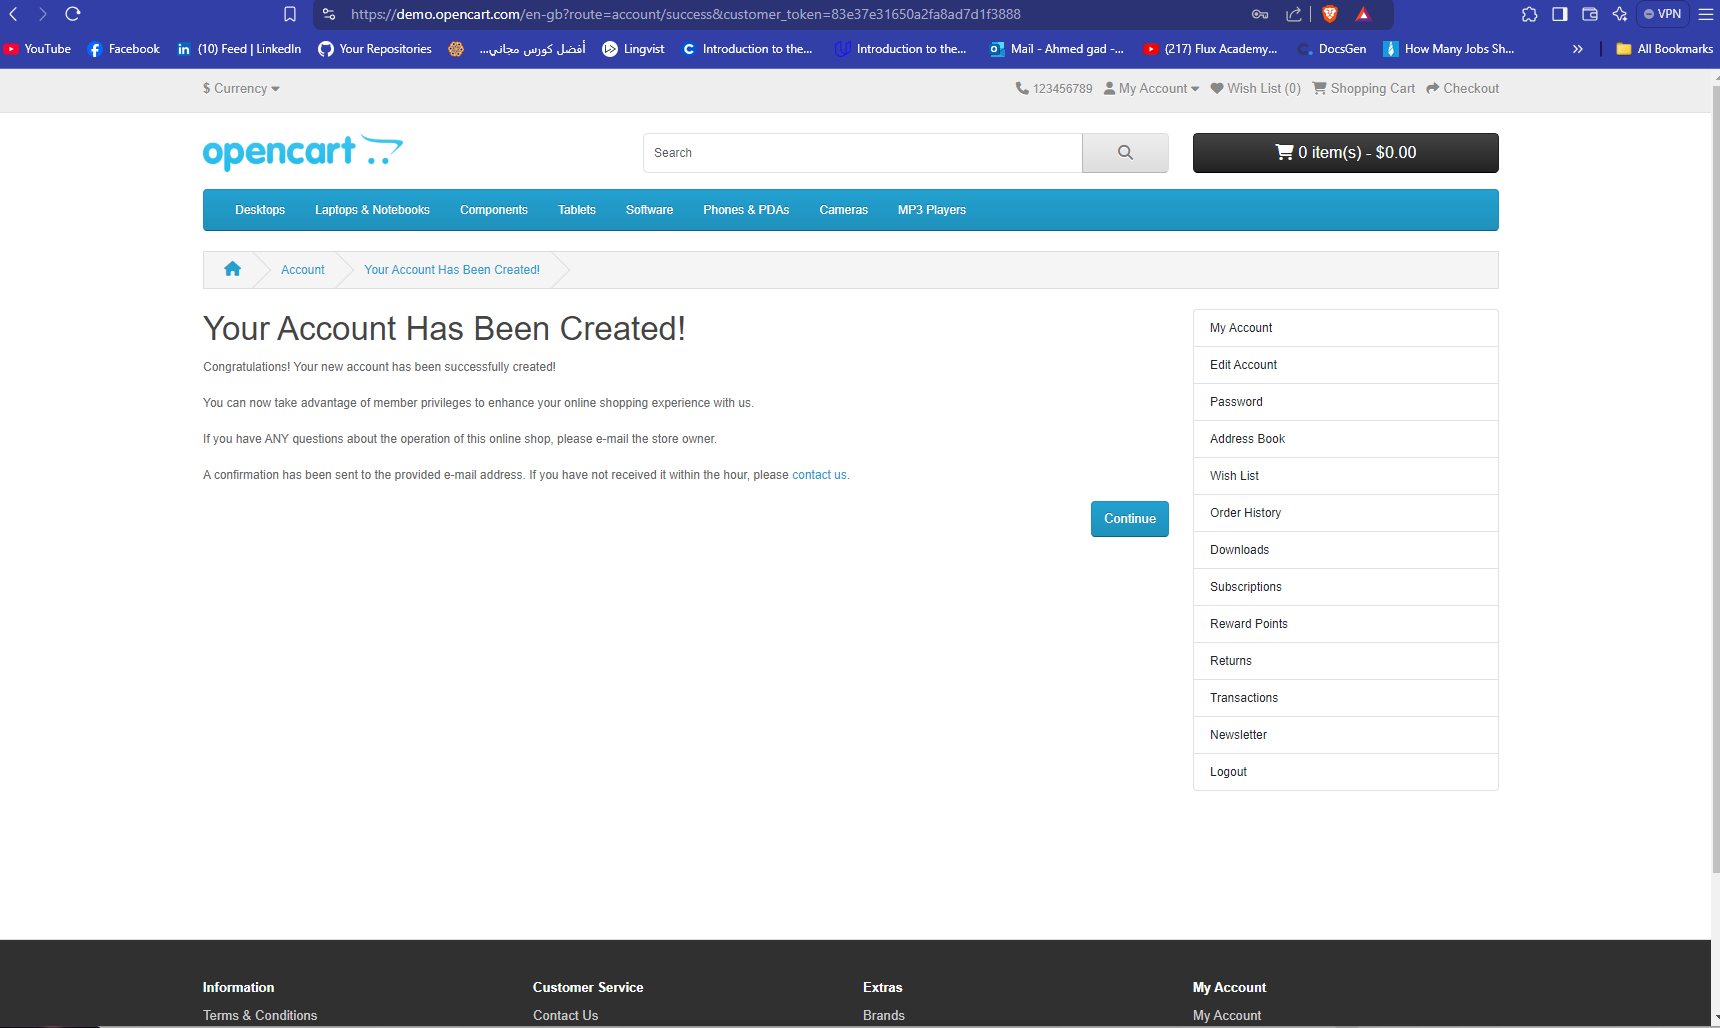 https://demo.opencart.com/en-gb?route=account/success&customer_token=83e37e31650a2fa8ad7d1f3888
VPN
YouTube
Facebook
(10) Feed | LinkedIn
Your Repositories
أفضل كورس مجاني...
Lingvist
Introduction to the...
Introduction to the...
Mail - Ahmed gad -...
(217) Flux Academy...
DocsGen
How Many Jobs Sh...
All Bookmarks
$ Currency
123456789
My Account
Wish List (0)
Shopping Cart
Checkout
opencart
Search
0 item(s) - $0.00
Desktops
Laptops & Notebooks
Components
Tablets
Software
Phones & PDAs
Cameras
MP3 Players
Account
Your Account Has Been Created!
Your Account Has Been Created!
Congratulations! Your new account has been successfully created!
You can now take advantage of member privileges to enhance your online shopping experience with us.
If you have ANY questions about the operation of this online shop, please e-mail the store owner.
A confirmation has been sent to the provided e-mail address. If you have not received it within the hour, please contact us.
Continue
My Account
Edit Account
Password
Address Book
Wish List
Order History
Downloads
Subscriptions
Reward Points
Returns
Transactions
Newsletter
Logout
Information
Customer Service
Extras
My Account
Terms & Conditions
Contact Us
Brands
My Account